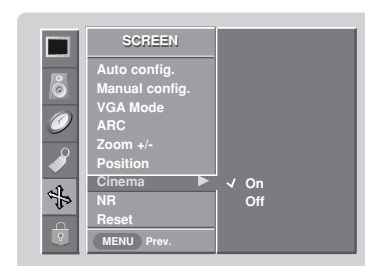 SCREEN
Auto config.
Manual config.
VGA Mode
ARC
Zoom +/-
Position
Cinema ▶ ✓ On
NR Off
Reset
MENU Prev.